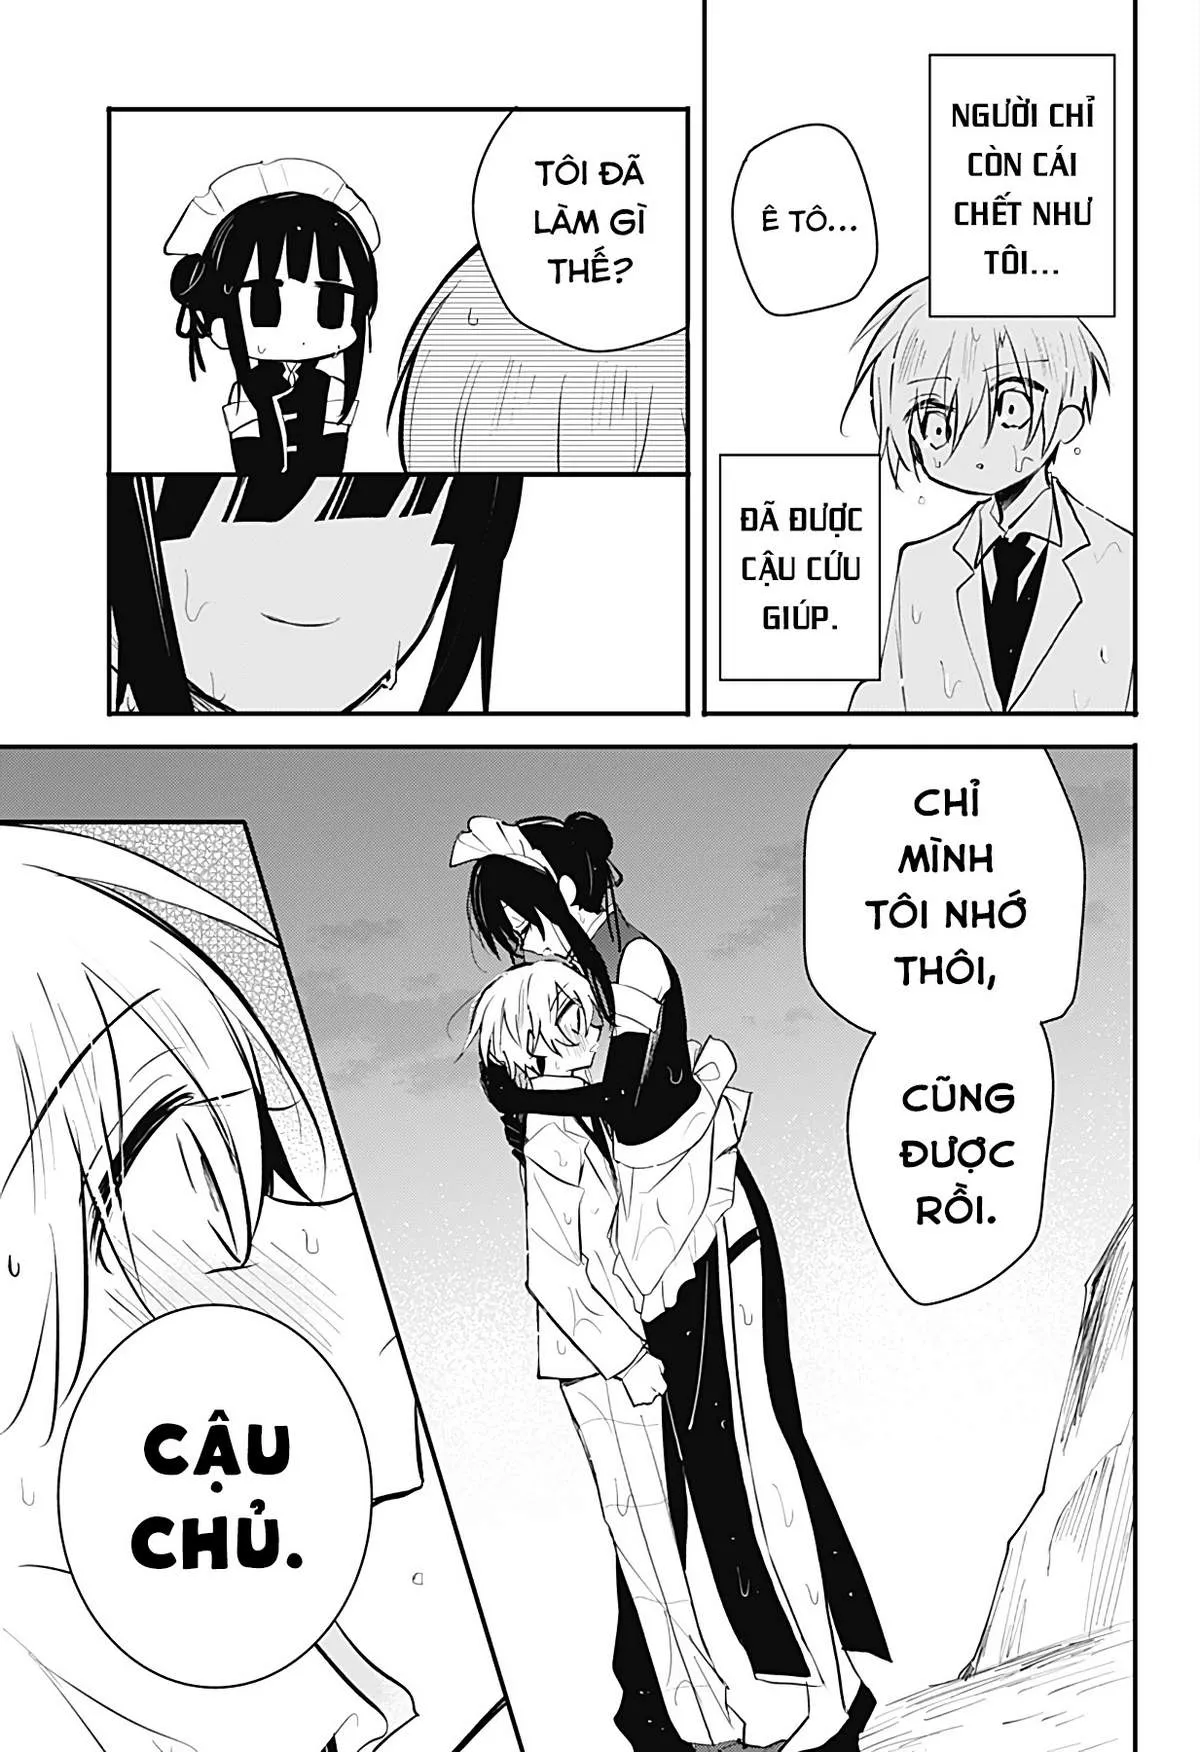 NGƯỜI CHỈ
CÒN CÁI
CHẾT NHƯ
TÔI...
Ê TÔ...
ĐÃ ĐƯỢC
CẬU CỨU
GIÚP.
TÔI ĐÃ
LÀM GÌ
THẾ?
CHỈ
MÌNH
TÔI NHỚ
THÔI,
CŨNG
ĐƯỢC
RỒI.
CẬU
CHỦ.